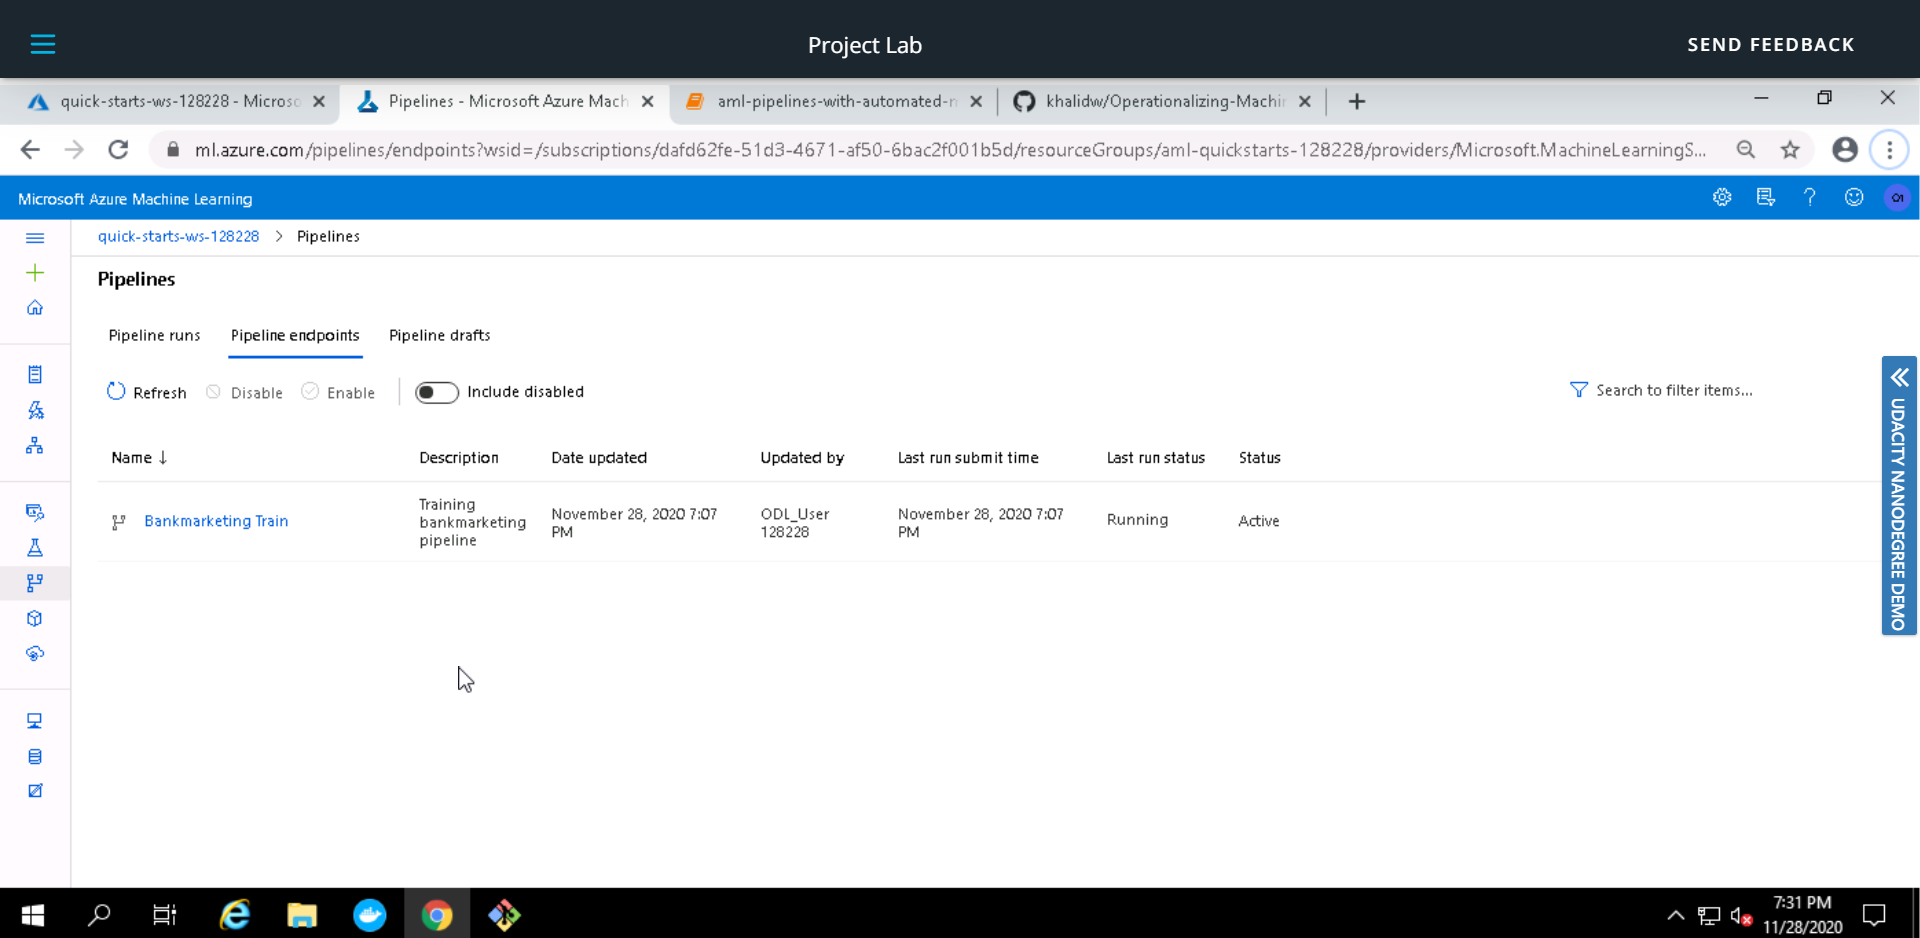 Project Lab
SEND FEEDBACK
quick-starts-ws-128228 - Microso
Pipelines - Microsoft Azure Mach
aml-pipelines-with-automated-m
khalidw/Operationalizing-Machin
ml.azure.com/pipelines/endpoints?wsid=/subscriptions/dafd62fe-51d3-4671-af50-6bac2f001b5d/resourceGroups/aml-quickstarts-128228/providers/Microsoft.MachineLearningS...
Microsoft Azure Machine Learning
quick-starts-ws-128228 > Pipelines
Pipelines
Pipeline runs
Pipeline endpoints
Pipeline drafts
Refresh
Disable
Enable
Include disabled
Search to filter items...
Name ↓
Description
Date updated
Updated by
Last run submit time
Last run status
Status
Bankmarketing Train
Training
bankmarketing
pipeline
November 28, 2020 7:07
PM
ODL_User
128228
November 28, 2020 7:07
PM
Running
Active
UDACITY NANODEGREE DEMO
7:31 PM
11/28/2020